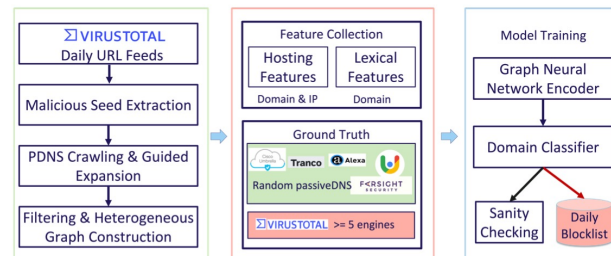 VIRUSTOTAL
Daily URL Feeds
Malicious Seed Extraction
PDNS Crawling & Guided
Expansion
Filtering & Heterogeneous
Graph Construction
Feature Collection
Hosting
Features
Lexical
Features
Domain & IP
Domain
Ground Truth
Cisco
Umbrella
Tranco
Alexa
Random passiveDNS
FARSIGHT
SECURITY
VIRUSTOTAL >= 5 engines
Model Training
Graph Neural
Network Encoder
Domain Classifier
Sanity
Checking
Daily
Blocklist